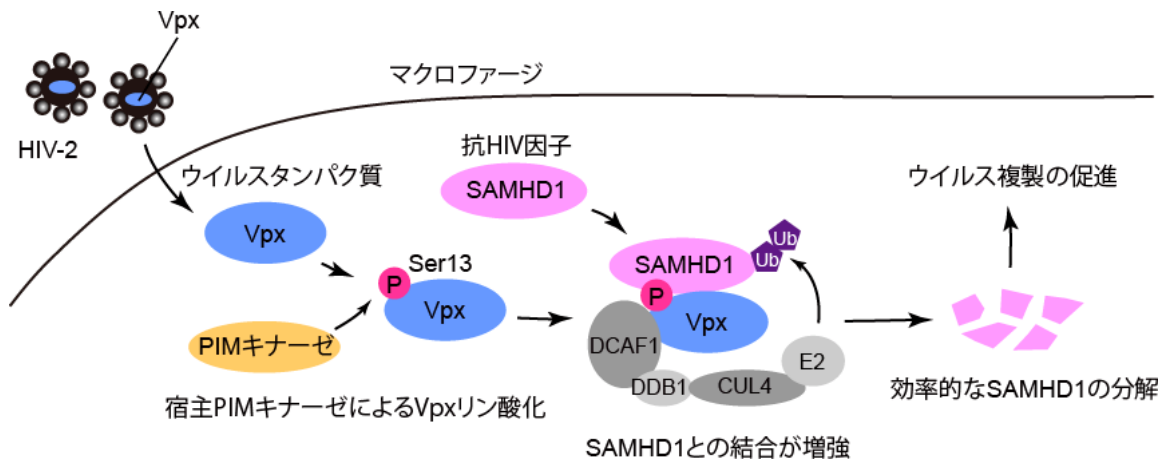 Vpx
マクロファージ
HIV-2
抗HIV因子
ウイルスタンパク質
SAMHD1
ウイルス複製の促進
Vpx
Ser13
P
Vpx
PIMキナーゼ
宿主PIMキナーゼによるVpxリン酸化
SAMHD1
Ub
Ub
P
Vpx
DCAF1
DDB1
CUL4
E2
SAMHD1との結合が増強
効率的なSAMHD1の分解